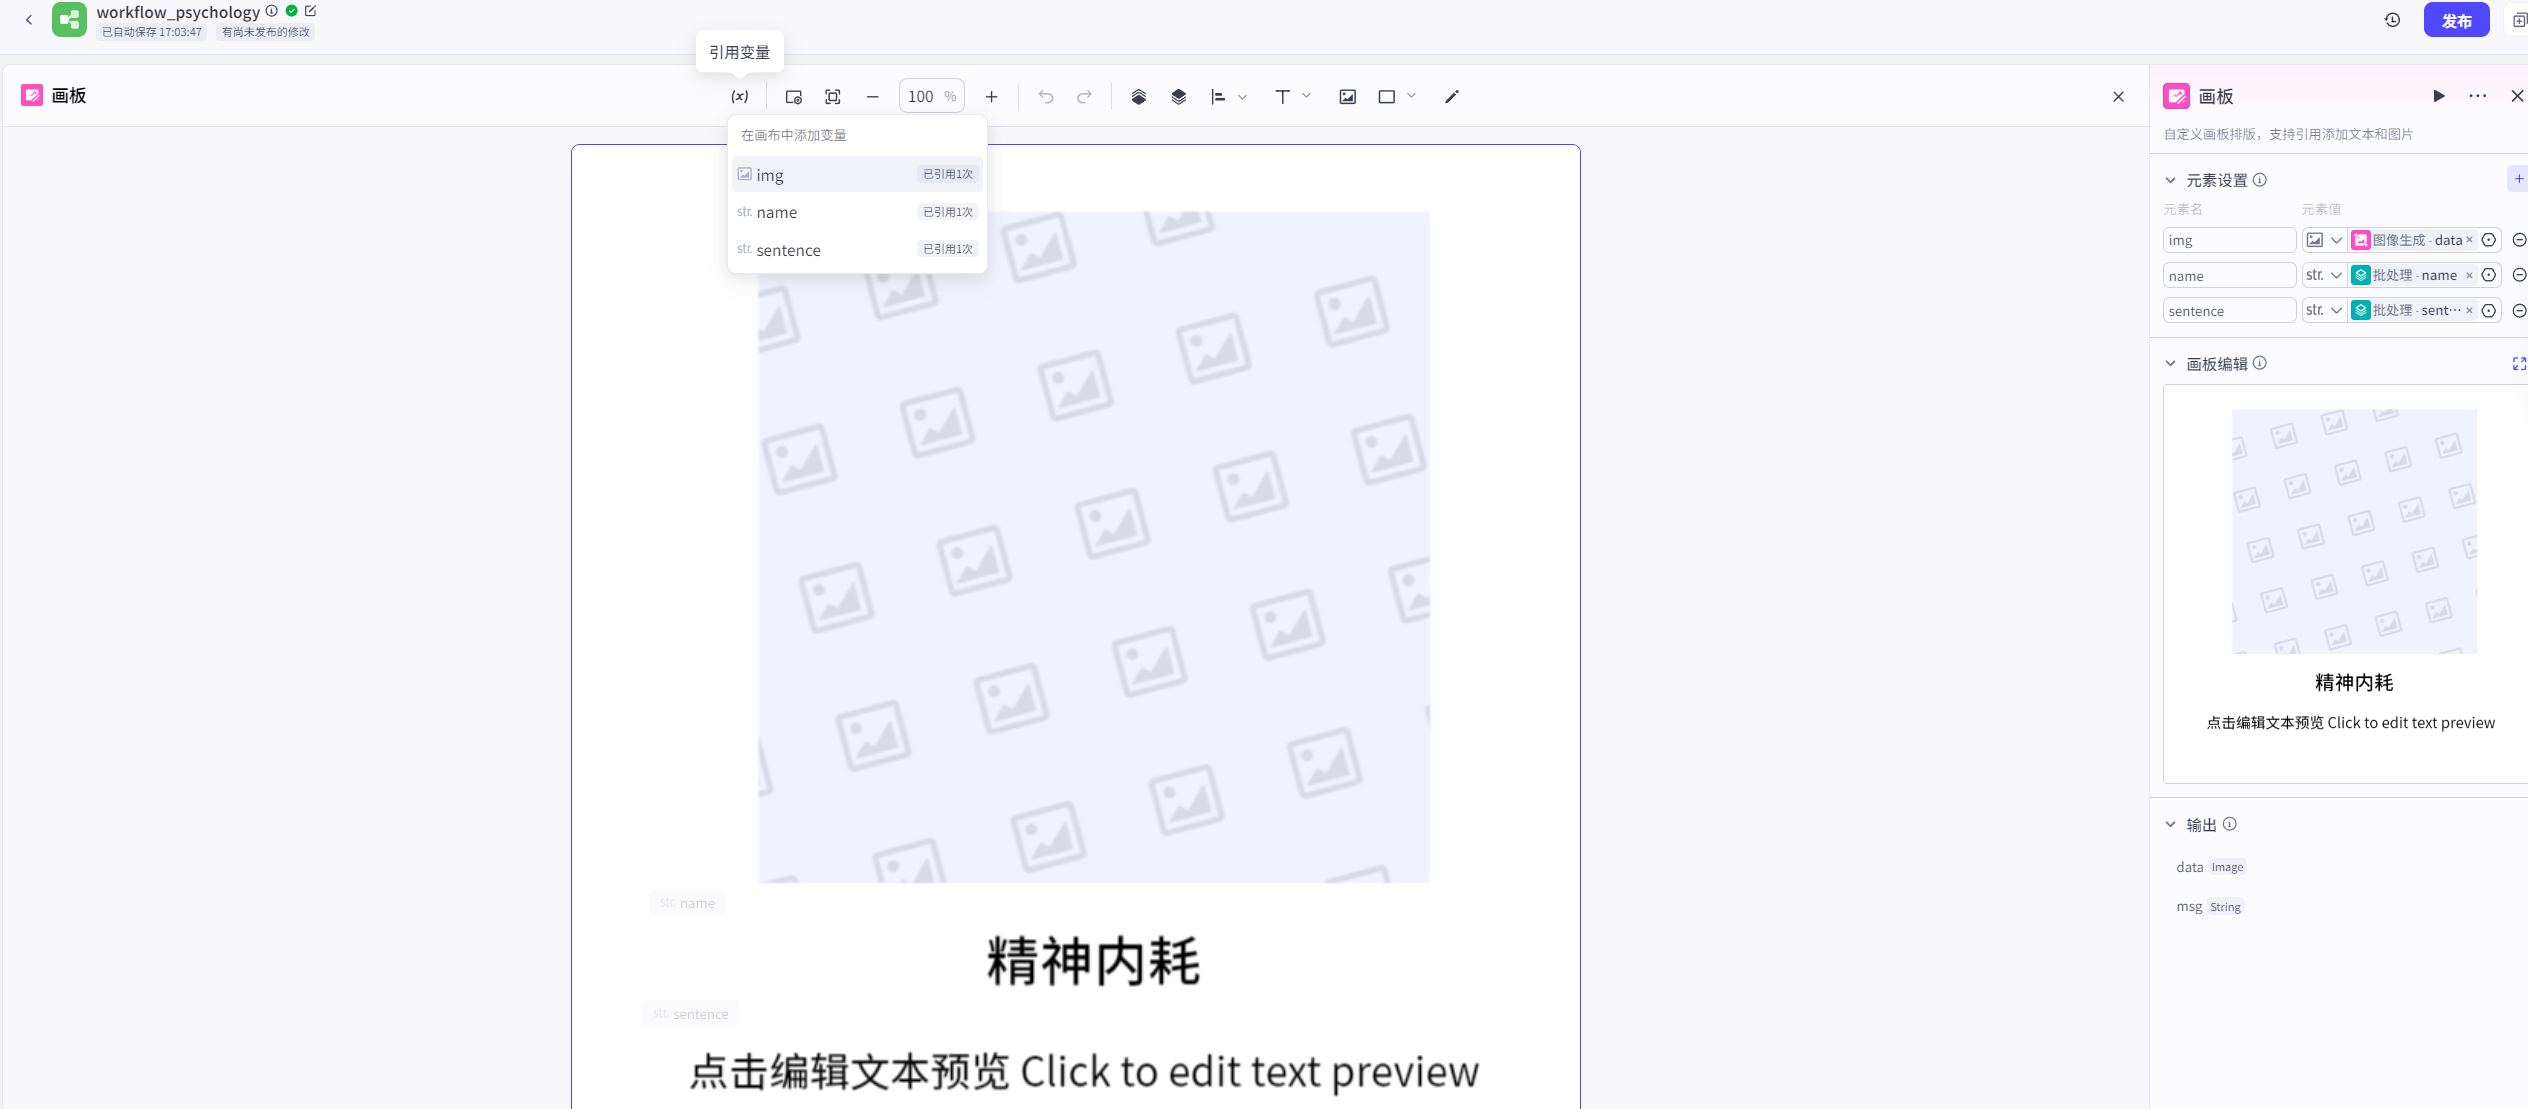 workflow_psychology
已自动保存 17:03:47 有尚未发布的修改
发布
引用变量
画板
(x)
100 %
在画布中添加变量
img 已引用1次
str. name 已引用1次
str. sentence 已引用1次
str. name
精神内耗
str. sentence
点击编辑文本预览 Click to edit text preview
画板
自定义画板排版，支持引用添加文本和图片
元素设置
元素名 元素值
img 图像生成 · data
name str. 批处理 · name
sentence str. 批处理 · sent···
画板编辑
精神内耗
点击编辑文本预览 Click to edit text preview
输出
data Image
msg String